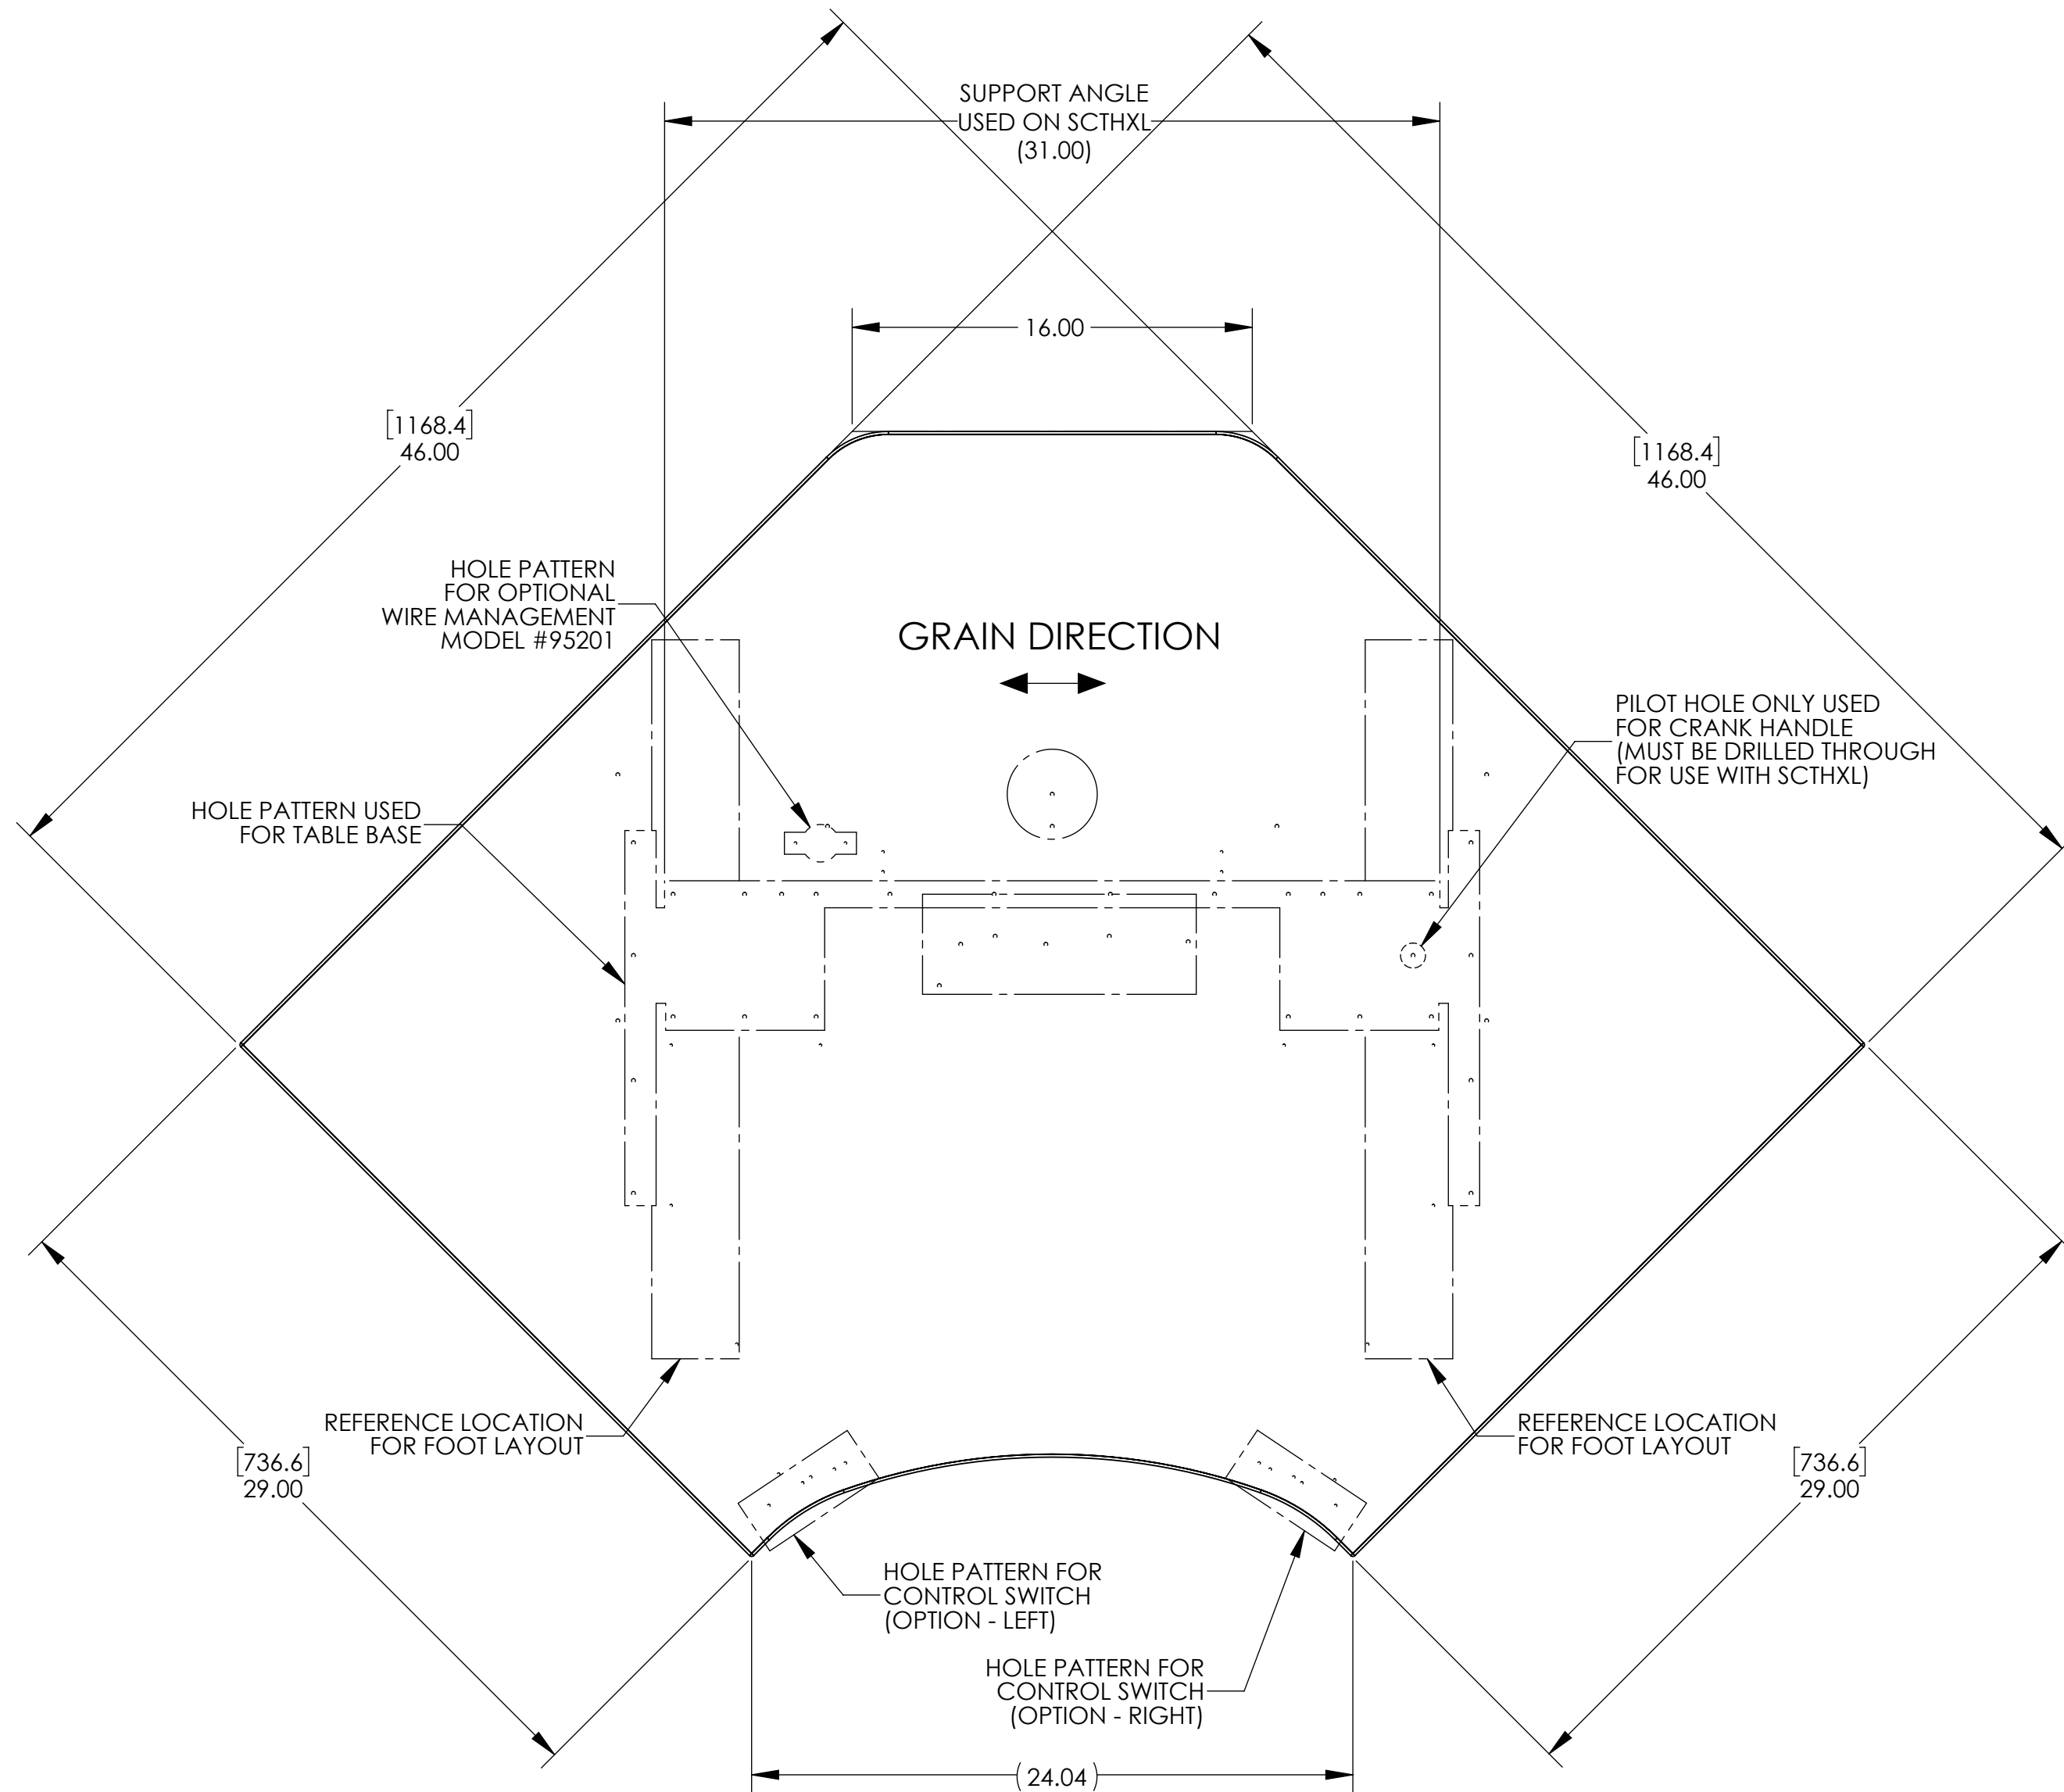 SUPPORT ANGLE
USED ON SCTHXL
(31.00)
16.00
[1168.4]
46.00
[1168.4]
46.00
HOLE PATTERN
FOR OPTIONAL
WIRE MANAGEMENT
MODEL #95201
GRAIN DIRECTION
PILOT HOLE ONLY USED
FOR CRANK HANDLE
(MUST BE DRILLED THROUGH
FOR USE WITH SCTHXL)
HOLE PATTERN USED
FOR TABLE BASE
REFERENCE LOCATION
FOR FOOT LAYOUT
REFERENCE LOCATION
FOR FOOT LAYOUT
[736.6]
29.00
[736.6]
29.00
HOLE PATTERN FOR
CONTROL SWITCH
(OPTION - LEFT)
HOLE PATTERN FOR
CONTROL SWITCH
(OPTION - RIGHT)
(24.04)